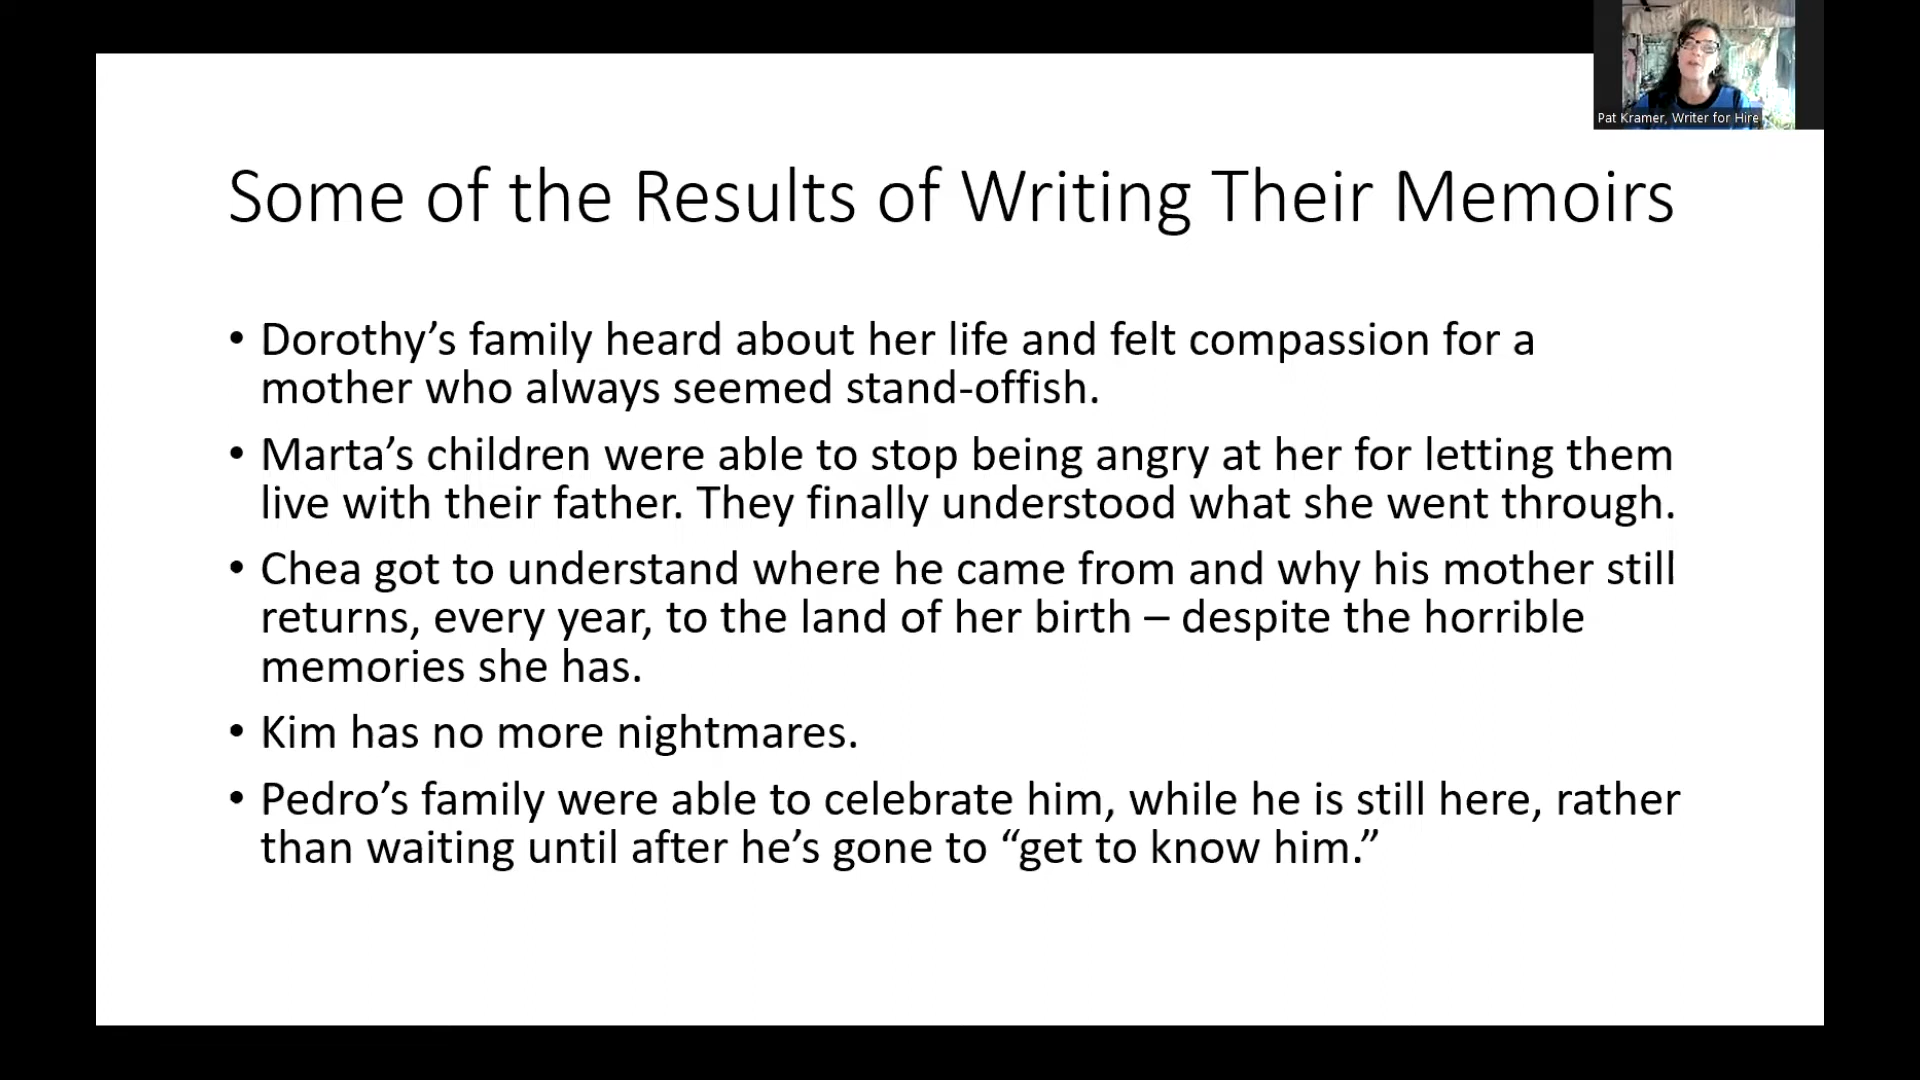 Pat Kramer, Writer for Hire
Some of the Results of Writing Their Memoirs
• Dorothy’s family heard about her life and felt compassion for a
mother who always seemed stand-offish.
• Marta’s children were able to stop being angry at her for letting them
live with their father. They finally understood what she went through.
• Chea got to understand where he came from and why his mother still
returns, every year, to the land of her birth – despite the horrible
memories she has.
• Kim has no more nightmares.
• Pedro’s family were able to celebrate him, while he is still here, rather
than waiting until after he’s gone to “get to know him.”